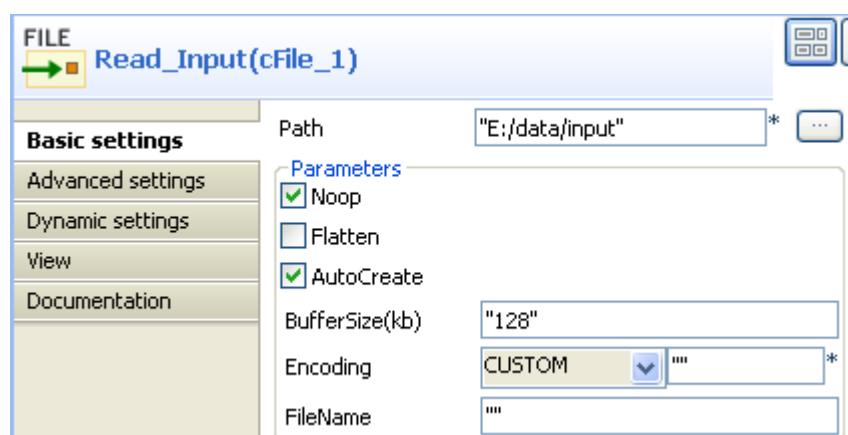 FILE
Read_Input(cFile_1)
Basic settings
Advanced settings
Dynamic settings
View
Documentation
Path "E:/data/input" * ...
Parameters
Noop
Flatten
AutoCreate
BufferSize(kb) "128"
Encoding CUSTOM "" *
FileName ""